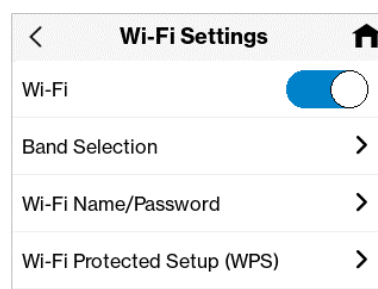 Wi-Fi Settings
Wi-Fi
Band Selection
Wi-Fi Name/Password
Wi-Fi Protected Setup (WPS)